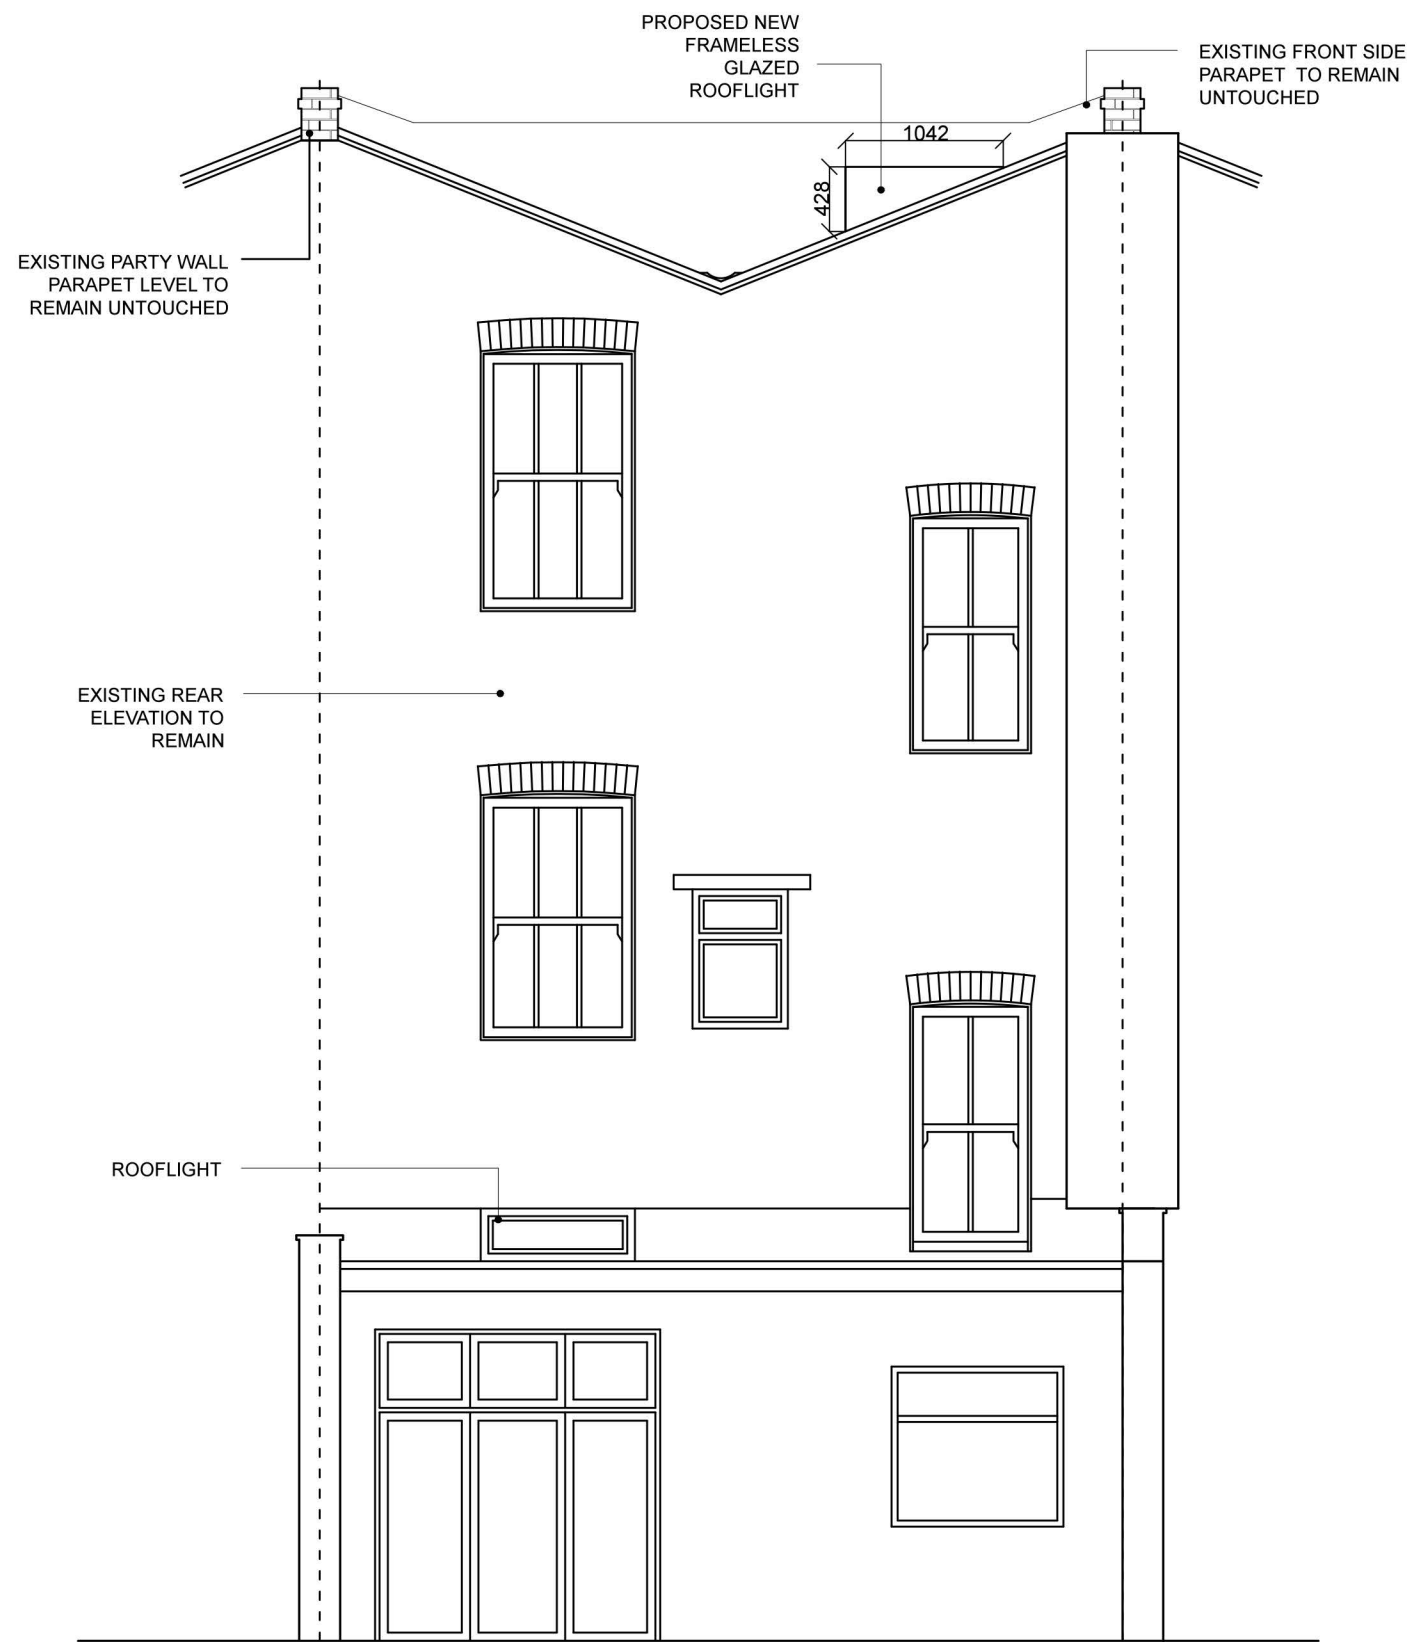 PROPOSED NEW
FRAMELESS
GLAZED
ROOFLIGHT
EXISTING FRONT SIDE
PARAPET TO REMAIN
UNTOUCHED
1042
428
EXISTING PARTY WALL
PARAPET LEVEL TO
REMAIN UNTOUCHED
EXISTING REAR
ELEVATION TO
REMAIN
ROOFLIGHT